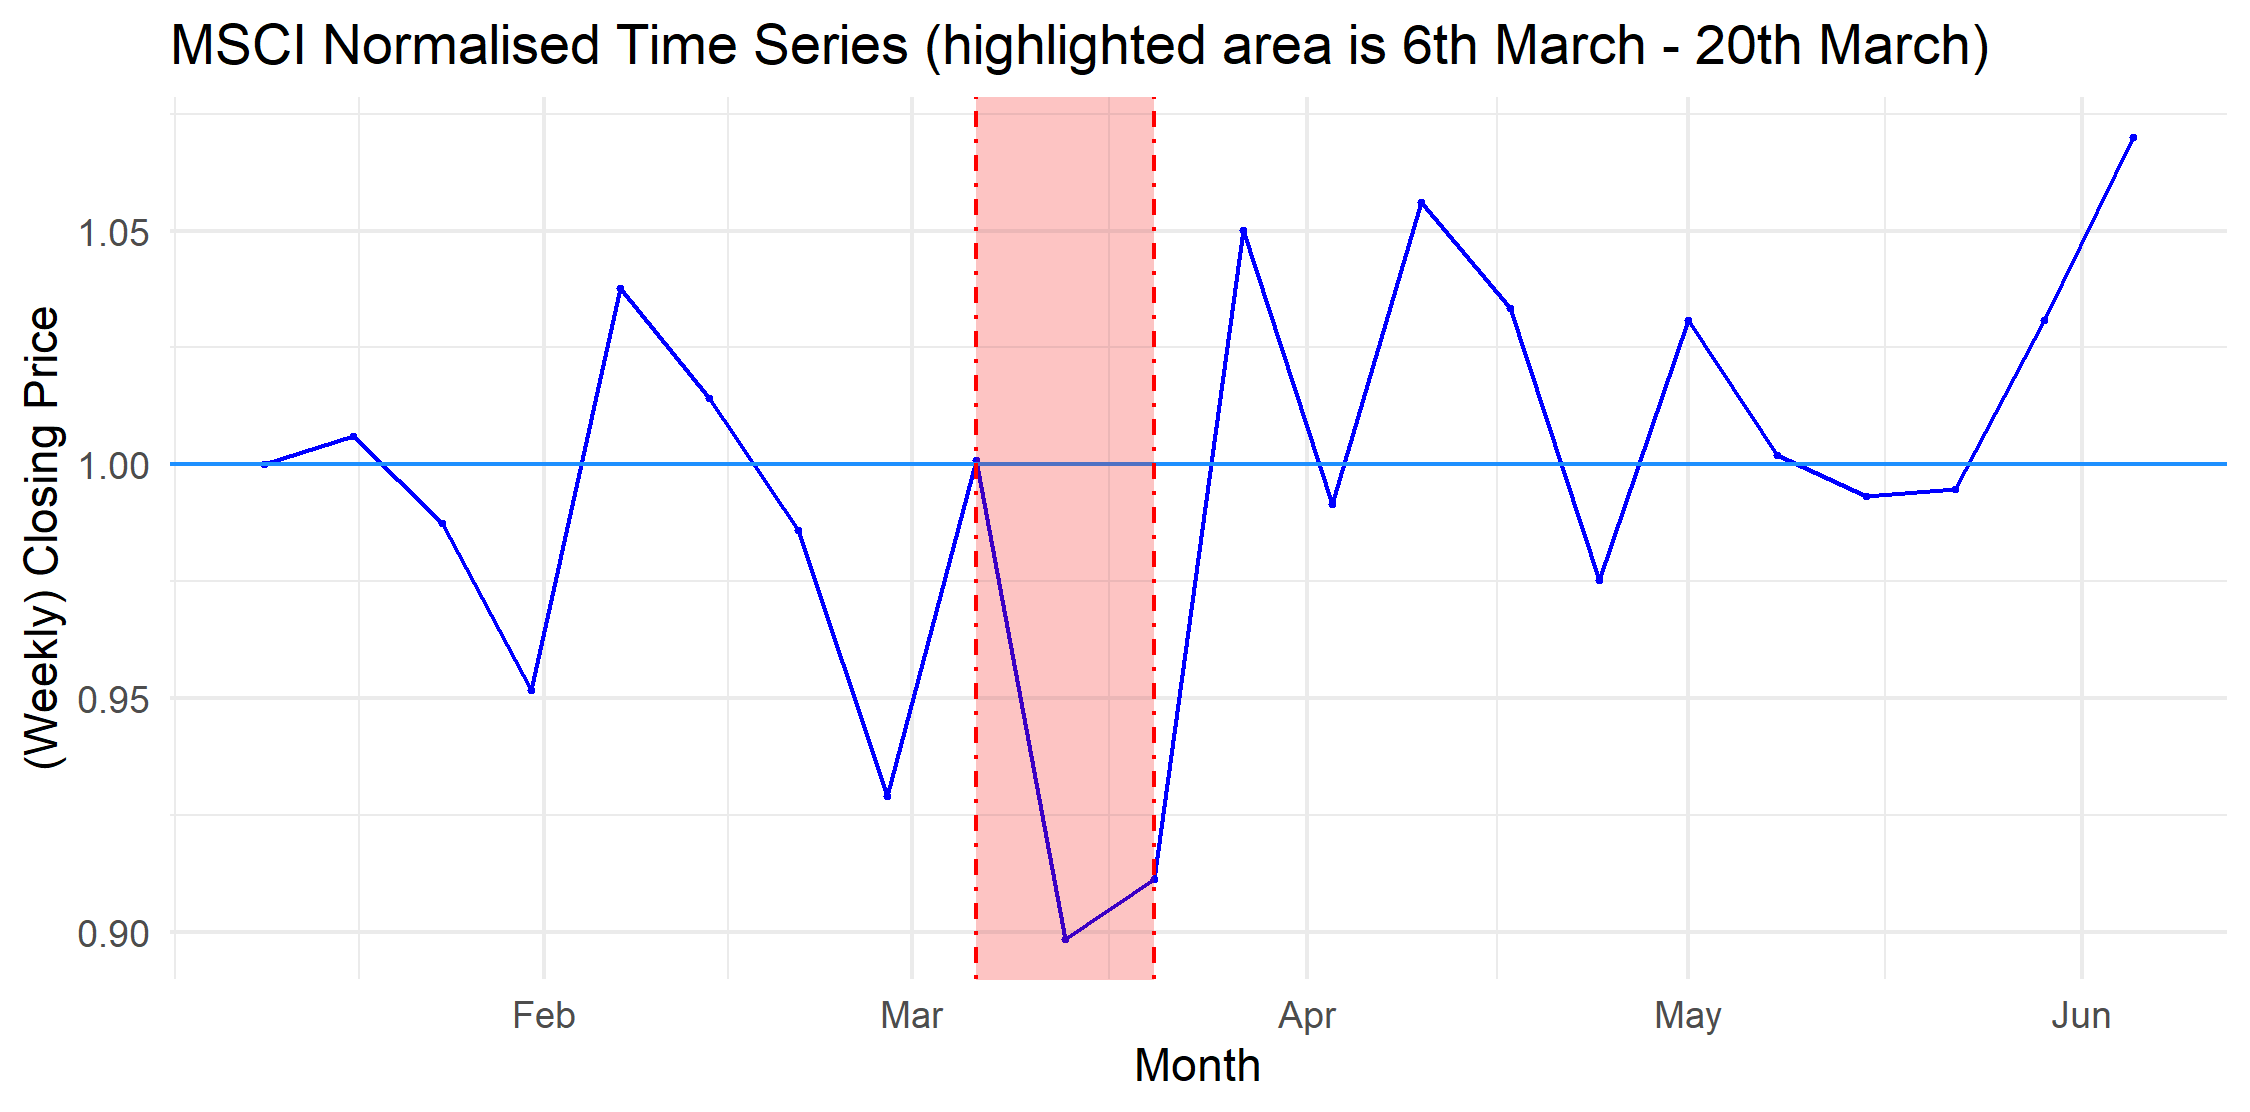 MSCI Normalised Time Series (highlighted area is 6th March - 20th March)
(Weekly) Closing Price
1.05
1.00
0.95
0.90
Feb
Mar
Apr
May
Jun
Month